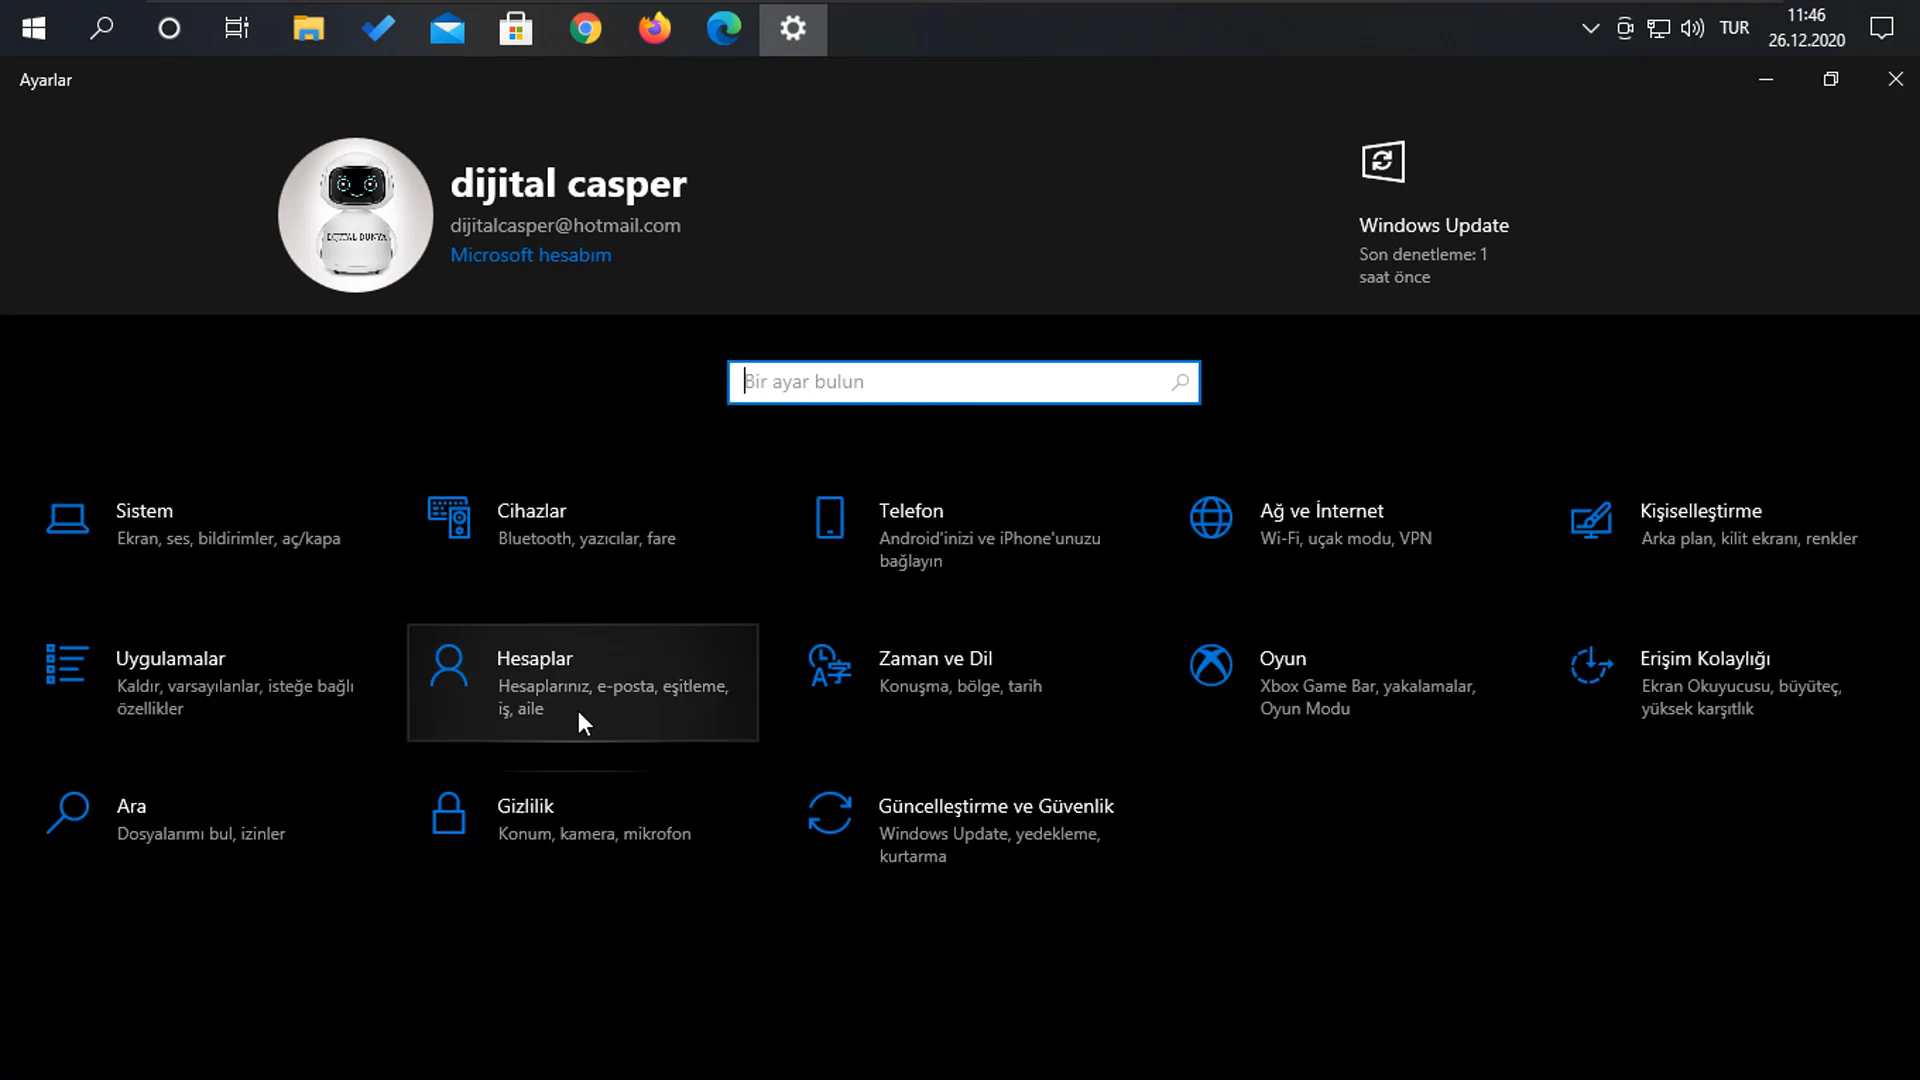 TUR
11:46
26.12.2020
Ayarlar
DİJİTAL DUNYA
dijital casper
dijitalcasper@hotmail.com
Microsoft hesabım
Windows Update
Son denetleme: 1
saat önce
Bir ayar bulun
Sistem
Ekran, ses, bildirimler, aç/kapa
Cihazlar
Bluetooth, yazıcılar, fare
Telefon
Android'inizi ve iPhone'unuzu
bağlayın
Ağ ve İnternet
Wi-Fi, uçak modu, VPN
Kişiselleştirme
Arka plan, kilit ekranı, renkler
Uygulamalar
Kaldır, varsayılanlar, isteğe bağlı
özellikler
Hesaplar
Hesaplarınız, e-posta, eşitleme,
iş, aile
Zaman ve Dil
Konuşma, bölge, tarih
Oyun
Xbox Game Bar, yakalamalar,
Oyun Modu
Erişim Kolaylığı
Ekran Okuyucusu, büyüteç,
yüksek karşıtlık
Ara
Dosyalarımı bul, izinler
Gizlilik
Konum, kamera, mikrofon
Güncelleştirme ve Güvenlik
Windows Update, yedekleme,
kurtarma